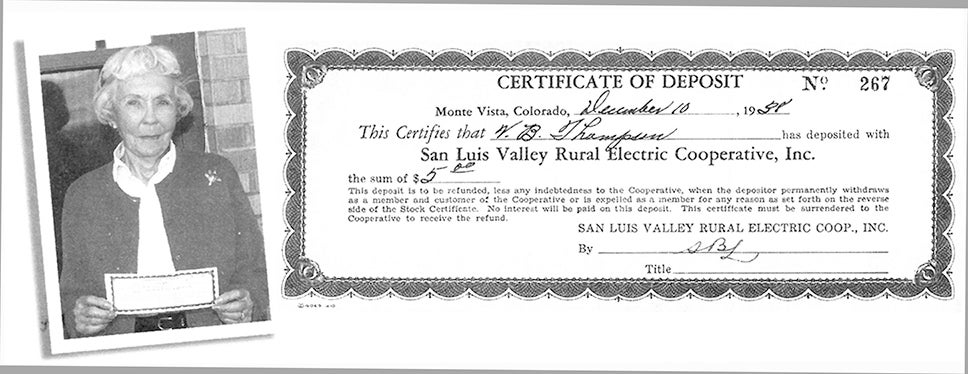 CERTIFICATE OF DEPOSIT Nº 267
Monte Vista, Colorado, December 10, 1938
This Certifies that W. B. Thompson has deposited with
San Luis Valley Rural Electric Cooperative, Inc.
the sum of $ 5 00
This deposit is to be refunded, less any indebtedness to the Cooperative, when the depositor permanently withdraws
as a member and customer of the Cooperative or is expelled as a member for any reason as set forth on the reverse
side of the Stock Certificate. No interest will be paid on this deposit. This certificate must be surrendered to the
Cooperative to receive the refund.
SAN LUIS VALLEY RURAL ELECTRIC COOP., INC.
By
Title